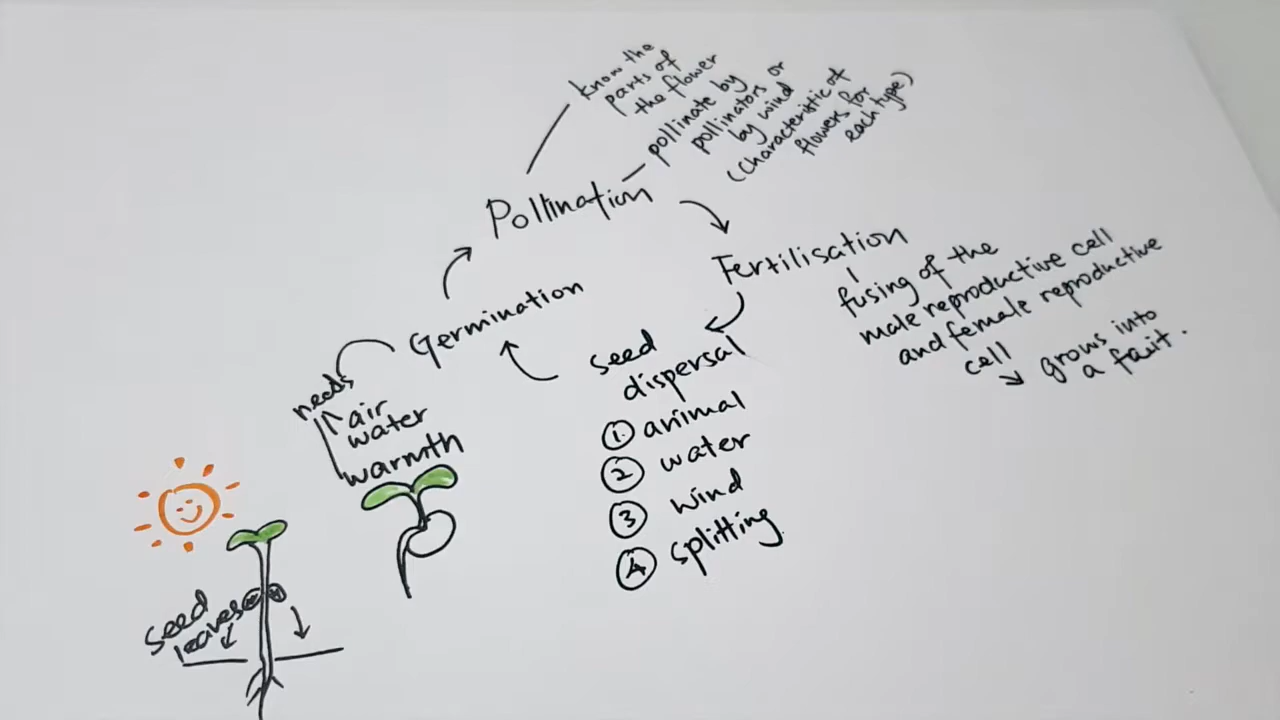 know the
parts of
the flower
pollinate by
pollinators or
by wind
(characteristic of
flowers for
each type)
Pollination
Fertilisation
fusing of the
male reproductive cell
and female reproductive
cell
grows into
a fruit.
Germination
needs
air
water
warmth
seed
dispersal
① animal
② water
③ wind
④ splitting.
seed
leaves